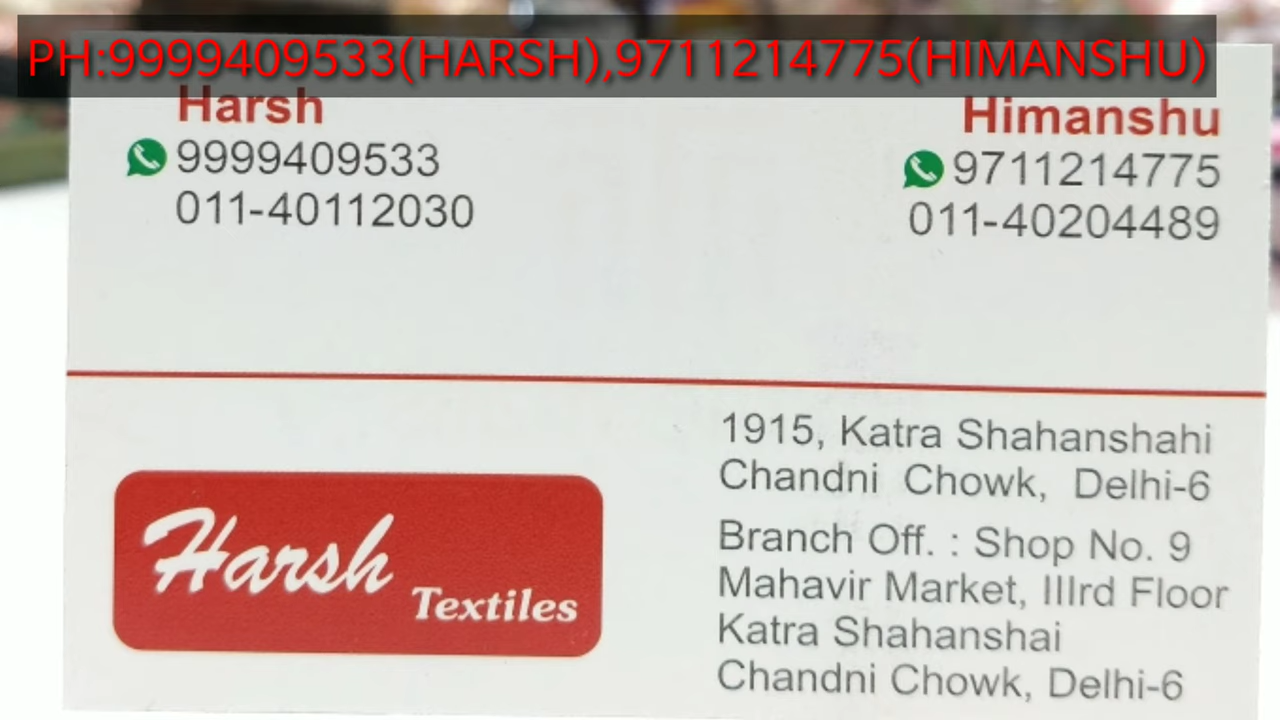 PH:9999409533(HARSH),9711214775(HIMANSHU)
Harsh
9999409533
011-40112030
Himanshu
9711214775
011-40204489
Harsh
Textiles
1915, Katra Shahanshahi
Chandni Chowk, Delhi-6
Branch Off. : Shop No. 9
Mahavir Market, IIIrd Floor
Katra Shahanshai
Chandni Chowk, Delhi-6